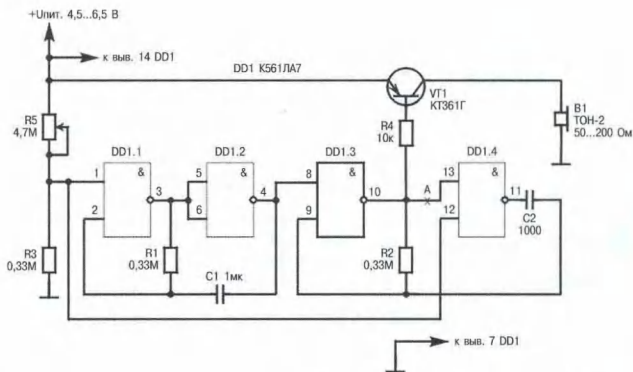 +Uпит. 4,5...6,5 В
к выв. 14 DD1
DD1 К561ЛА7
VT1
КТ361Г
B1
ТОН-2
50...200 Ом
R5
4,7М
R4
10к
DD1.1
DD1.2
DD1.3
DD1.4
&
&
&
&
1
2
3
5
6
4
8
9
10
A
×
13
12
11
C2
1000
R3
0,33М
R1
0,33М
C1 1мк
R2
0,33М
к выв. 7 DD1